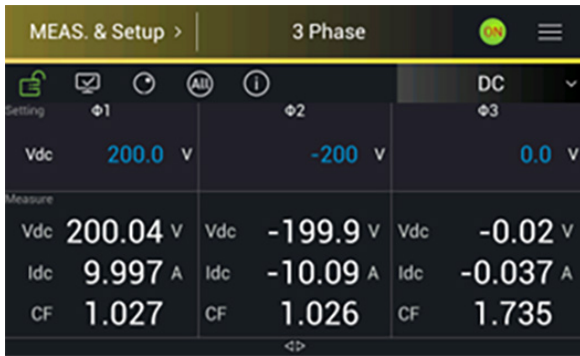 MEAS. & Setup > 3 Phase ON
All i DC
Setting Φ1 Φ2 Φ3
Vdc 200.0 V -200 V 0.0 V
Measure
Vdc 200.04 V Vdc -199.9 V Vdc -0.02 V
Idc 9.997 A Idc -10.09 A Idc -0.037 A
CF 1.027 CF 1.026 CF 1.735